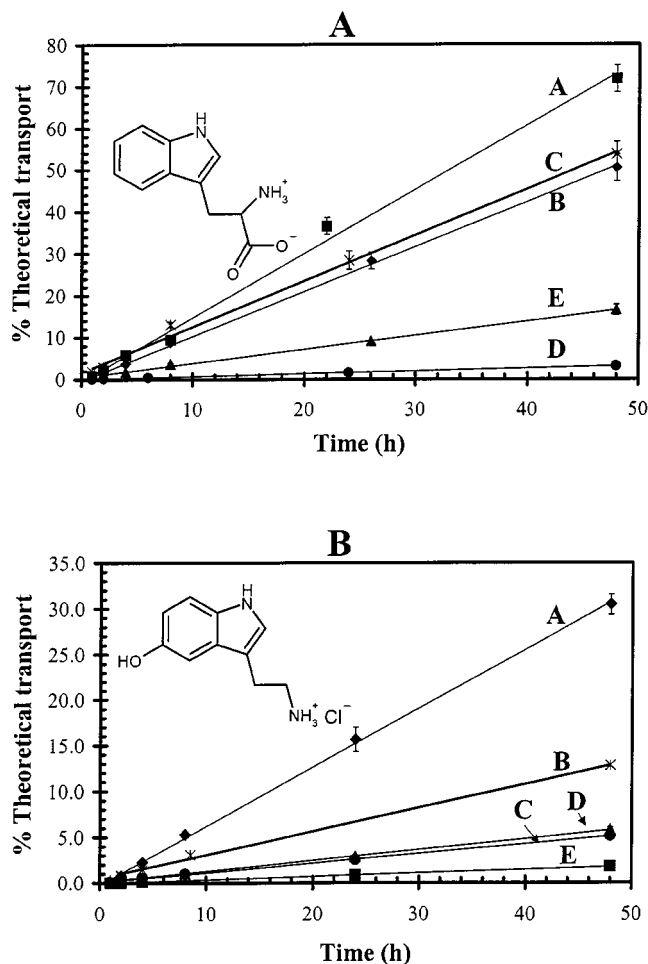 A
80
70
60
50
40
30
20
10
0
% Theoretical transport
H
N
NH₃⁺
O⁻
O
A
C
B
E
D
0 10 20 30 40 50
Time (h)
B
35.0
30.0
25.0
20.0
15.0
10.0
5.0
0.0
% Theoretical transport
H
N
HO
NH₃⁺ Cl⁻
A
B
C D
E
0 10 20 30 40 50
Time (h)